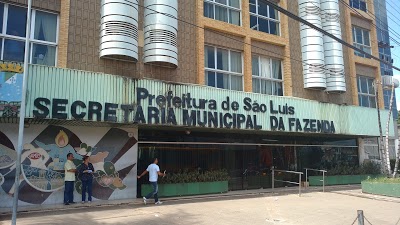 Prefeitura de São Luís
SECRETARIA MUNICIPAL DA FAZENDA